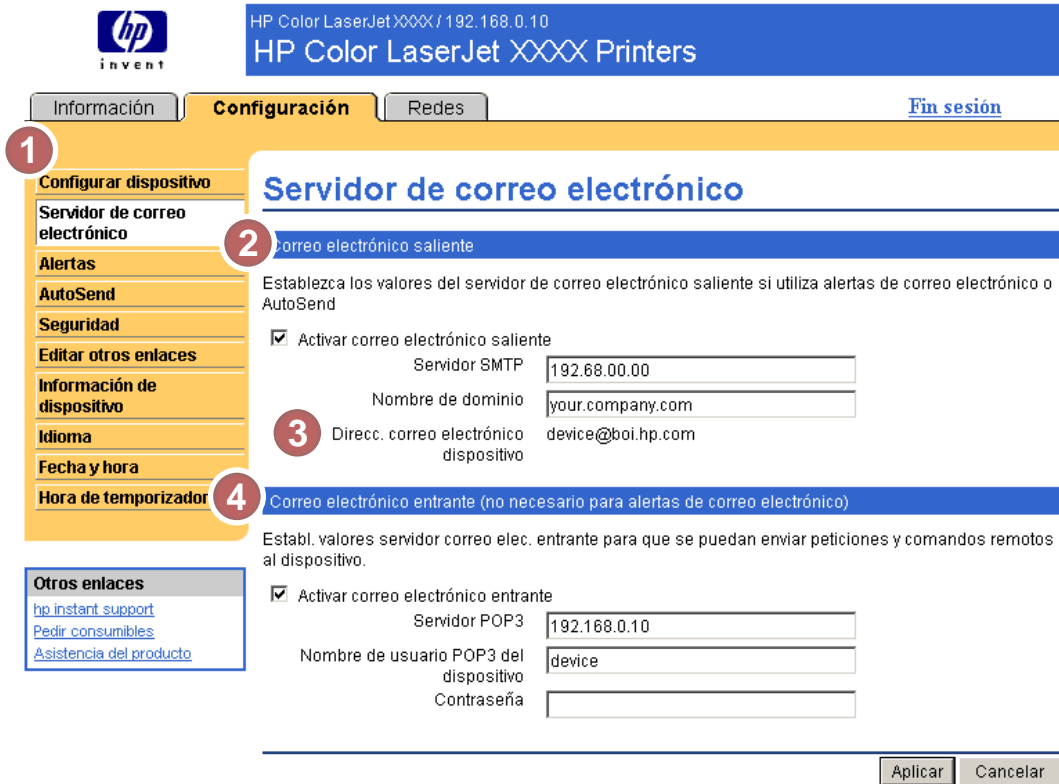 hp
invent
HP Color LaserJet XXXX / 192.168.0.10
HP Color LaserJet XXXX Printers
Información
Configuración
Redes
Fin sesión
1
Configurar dispositivo
Servidor de correo
electrónico
Alertas
AutoSend
Seguridad
Editar otros enlaces
Información de
dispositivo
Idioma
Fecha y hora
Hora de temporizador
Otros enlaces
hp instant support
Pedir consumibles
Asistencia del producto
Servidor de correo electrónico
2
Correo electrónico saliente
Establezca los valores del servidor de correo electrónico saliente si utiliza alertas de correo electrónico o
AutoSend
Activar correo electrónico saliente
Servidor SMTP 192.68.00.00
Nombre de dominio your.company.com
3
Direcc. correo electrónico device@boi.hp.com
dispositivo
4
Correo electrónico entrante (no necesario para alertas de correo electrónico)
Establ. valores servidor correo elec. entrante para que se puedan enviar peticiones y comandos remotos
al dispositivo.
Activar correo electrónico entrante
Servidor POP3 192.168.0.10
Nombre de usuario POP3 del device
dispositivo
Contraseña
Aplicar Cancelar